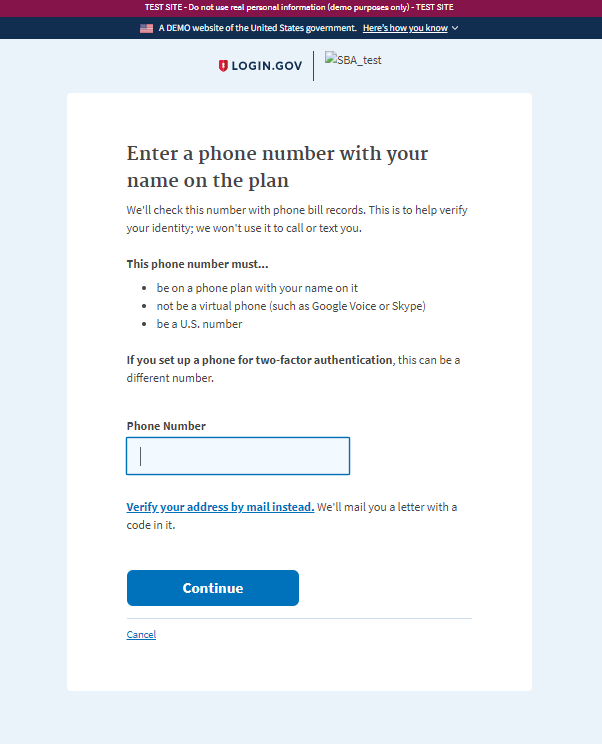 TEST SITE - Do not use real personal information (demo purposes only) - TEST SITE
A DEMO website of the United States government. Here's how you know
LOGIN.GOV SBA_test
Enter a phone number with your
name on the plan
We'll check this number with phone bill records. This is to help verify
your identity; we won't use it to call or text you.
This phone number must...
be on a phone plan with your name on it
not be a virtual phone (such as Google Voice or Skype)
be a U.S. number
If you set up a phone for two-factor authentication, this can be a
different number.
Phone Number
Verify your address by mail instead. We'll mail you a letter with a
code in it.
Continue
Cancel